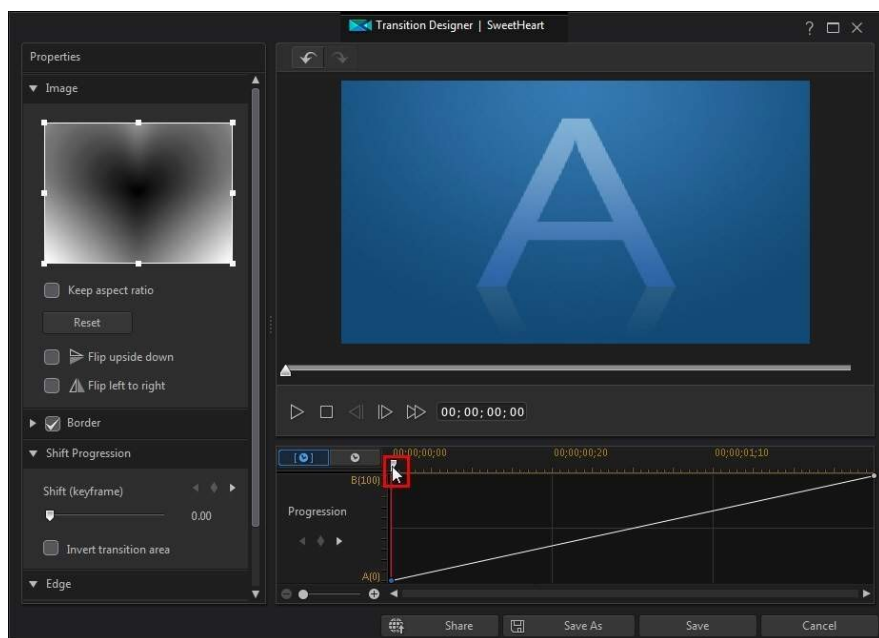 Transition Designer | SweetHeart
?
Properties
Image
Keep aspect ratio
Reset
Flip upside down
Flip left to right
Border
Shift Progression
Shift (keyframe)
0.00
Invert transition area
Edge
A
00;00;00;00
00;00;00;00 00;00;00;20 00;00;01;10
B(100)
Progression
A(0)
Share Save As Save Cancel